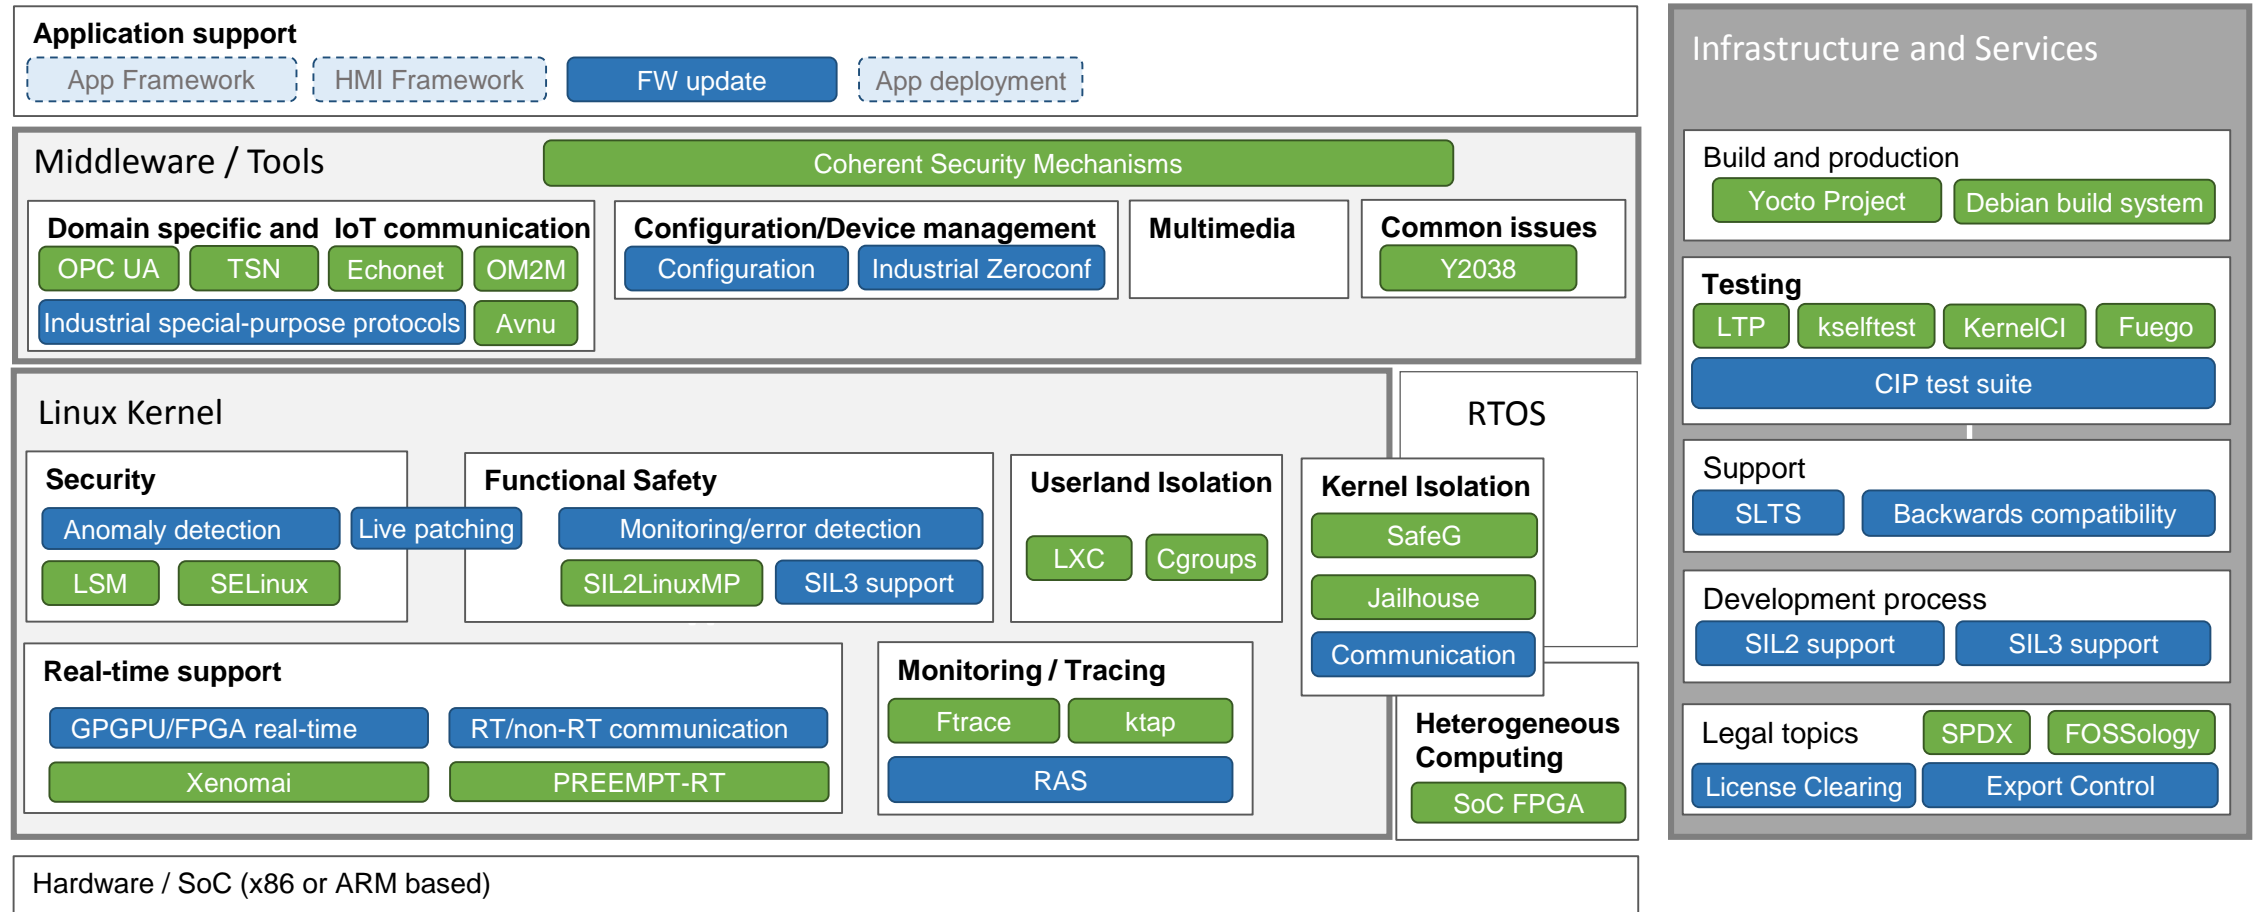 Application support
App Framework
HMI Framework
FW update
App deployment
Middleware / Tools
Coherent Security Mechanisms
Domain specific and IoT communication
OPC UA
TSN
Echonet
OM2M
Industrial special-purpose protocols
Avnu
Configuration/Device management
Configuration
Industrial Zeroconf
Multimedia
Common issues
Y2038
Linux Kernel
Security
Anomaly detection
Live patching
LSM
SELinux
Functional Safety
Monitoring/error detection
SIL2LinuxMP
SIL3 support
Userland Isolation
LXC
Cgroups
Kernel Isolation
SafeG
Jailhouse
Communication
RTOS
Real-time support
GPGPU/FPGA real-time
RT/non-RT communication
Xenomai
PREEMPT-RT
Monitoring / Tracing
Ftrace
ktap
RAS
Heterogeneous
Computing
SoC FPGA
Hardware / SoC (x86 or ARM based)
Infrastructure and Services
Build and production
Yocto Project
Debian build system
Testing
LTP
kselftest
KernelCI
Fuego
CIP test suite
Support
SLTS
Backwards compatibility
Development process
SIL2 support
SIL3 support
Legal topics
SPDX
FOSSology
License Clearing
Export Control